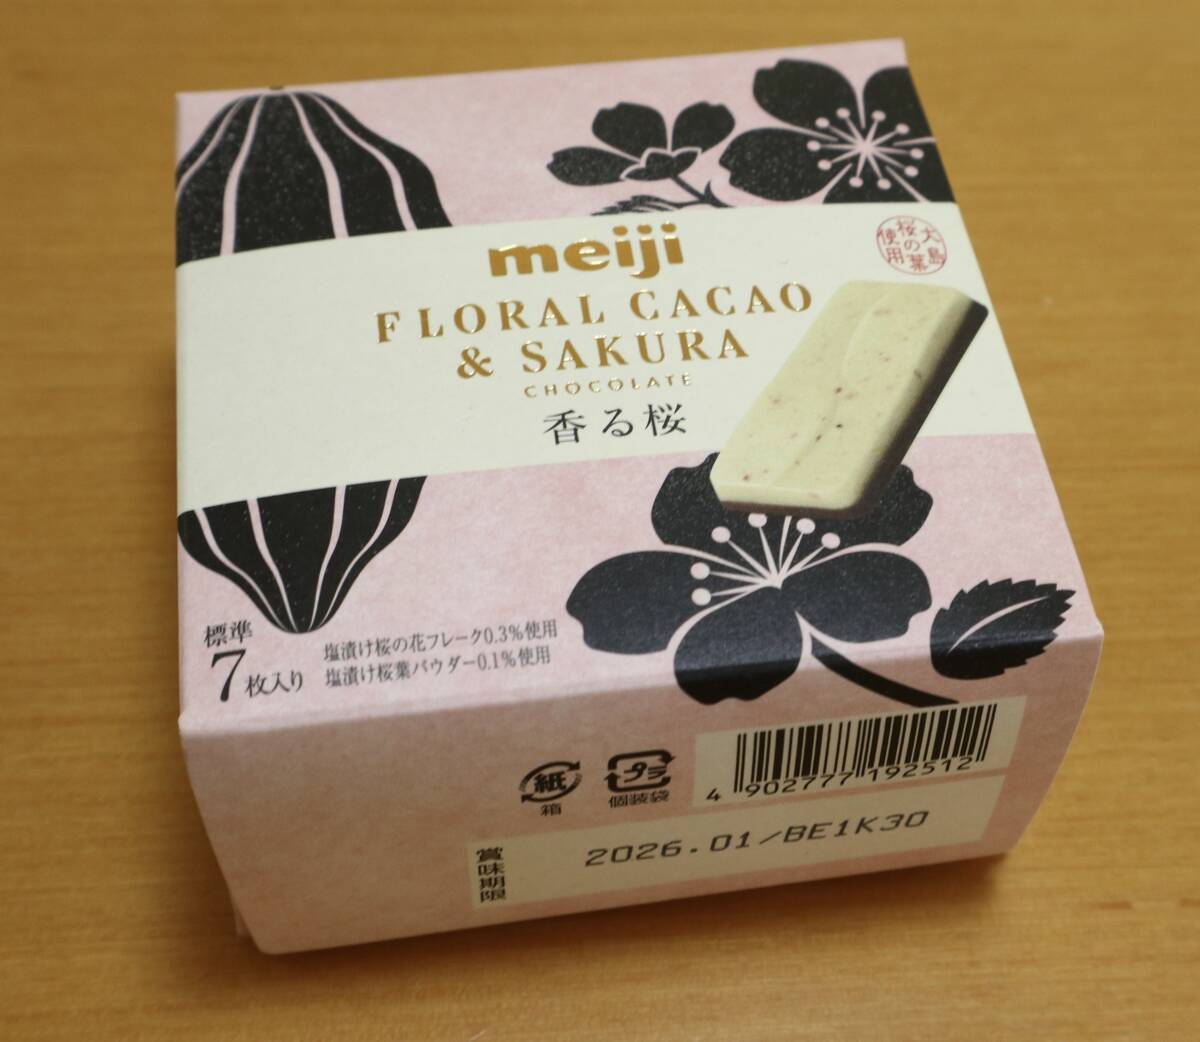 meiji
大島
桜の葉
使用
FLORAL CACAO
& SAKURA
CHOCOLATE
香る桜
標準
7枚入り
塩漬け桜の花フレーク0.3%使用
塩漬け桜葉パウダー0.1%使用
紙
箱
プラ
個装袋
4 902777 192512
賞味期限
2026.01/BE1K30